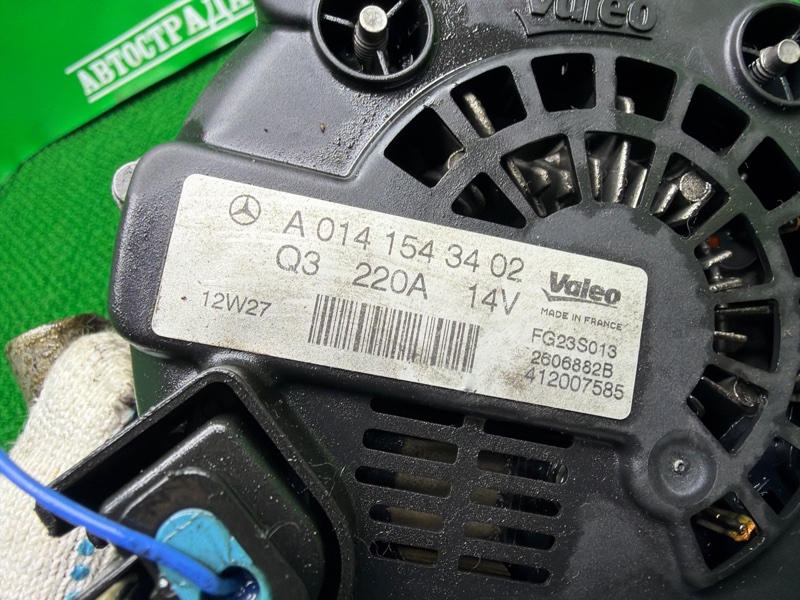 АВТОСТРАДА
Valeo
A 014 154 34 02
Q3 220A 14V
12W27
Valeo
MADE IN FRANCE
FG23S013
2606882B
412007585